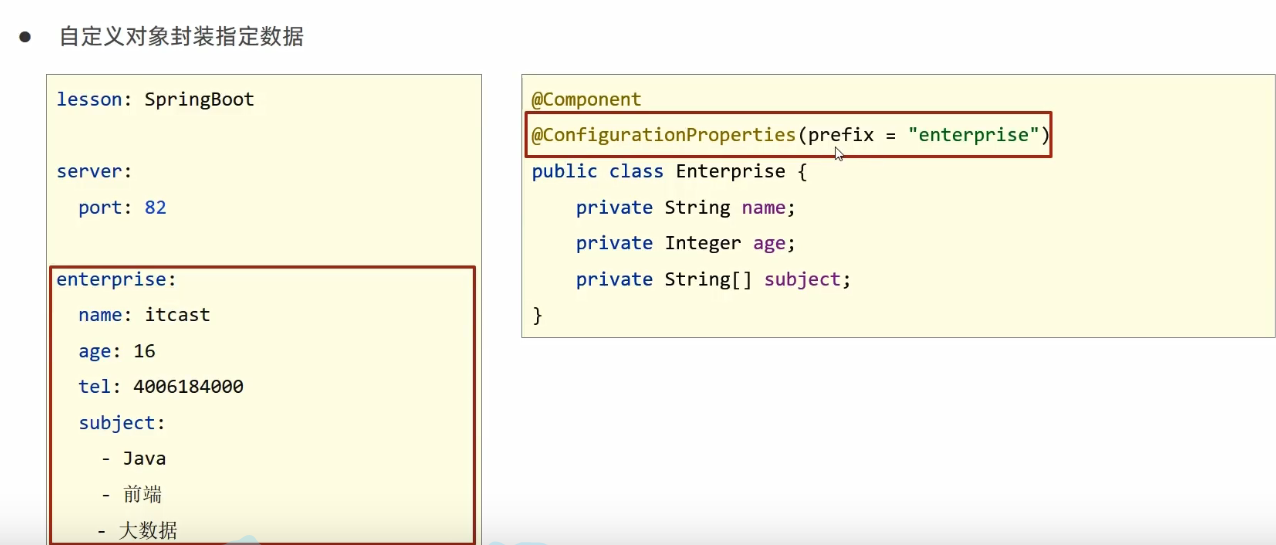 自定义对象封装指定数据
lesson: SpringBoot
server:
port: 82
enterprise:
name: itcast
age: 16
tel: 4006184000
subject:
- Java
- 前端
- 大数据
@Component
@ConfigurationProperties(prefix = "enterprise")
public class Enterprise {
private String name;
private Integer age;
private String[] subject;
}